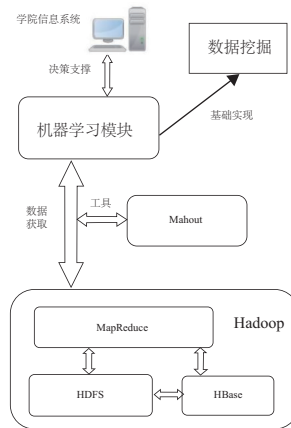 学院信息系统
决策支撑
数据挖掘
机器学习模块
基础实现
数据
获取
工具
Mahout
MapReduce
Hadoop
HDFS
HBase